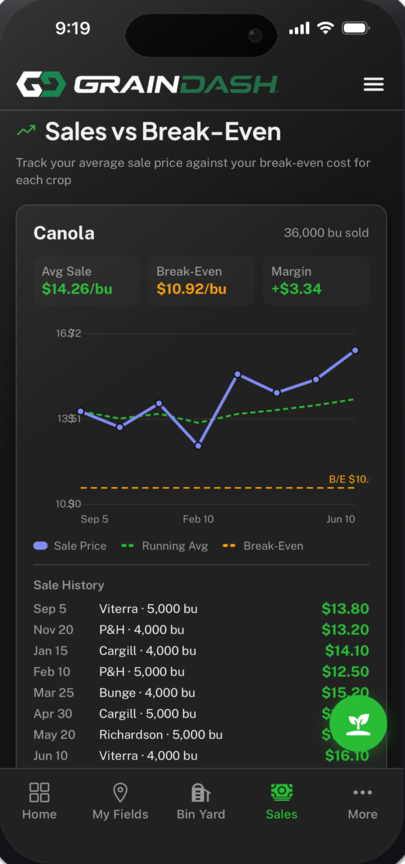 9:19
GRAINDASH
Sales vs Break-Even
Track your average sale price against your break-even cost for
each crop
Canola 36,000 bu sold
Avg Sale Break-Even Margin
$14.26/bu $10.92/bu +$3.34
B/E $10.
Sep 5 Feb 10 Jun 10
Sale Price Running Avg Break-Even
Sale History
Sep 5 Viterra · 5,000 bu $13.80
Nov 20 P&H · 4,000 bu $13.20
Jan 15 Cargill · 4,000 bu $14.10
Feb 10 P&H · 5,000 bu $12.50
Mar 25 Bunge · 4,000 bu $15.20
Apr 30 Cargill · 5,000 bu
May 20 Richardson · 5,000 bu
Jun 10 Viterra · 4,000 bu $16.10
Home My Fields Bin Yard Sales More